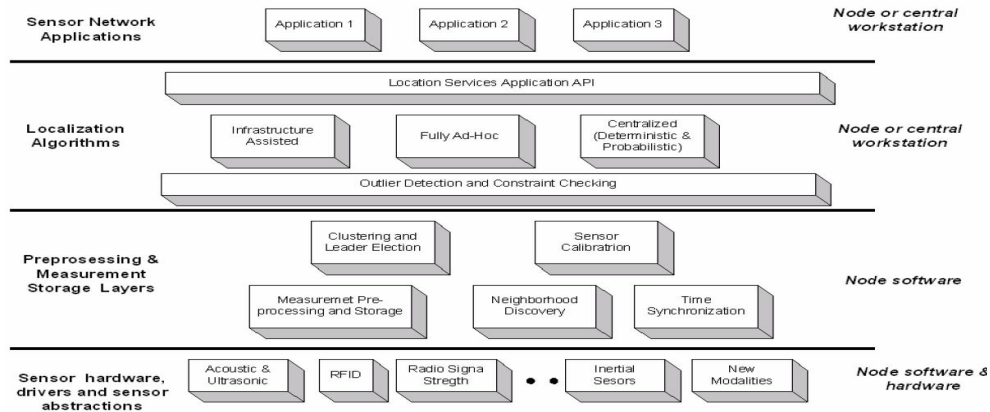 Sensor Network
Applications
Application 1
Application 2
Application 3
Node or central
workstation
Location Services Application API
Localization
Algorithms
Infrastructure
Assisted
Fully Ad-Hoc
Centralized
(Deterministic &
Probabilistic)
Node or central
workstation
Outlier Detection and Constraint Checking
Preprosessing &
Measurement
Storage Layers
Clustering and
Leader Election
Sensor
Calibratrion
Measuremet Pre-
processing and Storage
Neighborhood
Discovery
Time
Synchronization
Node software
Sensor hardware,
drivers and sensor
abstractions
Acoustic &
Ultrasonic
RFID
Radio Signa
Stregth
Inertial
Sesors
New
Modalities
Node software &
hardware